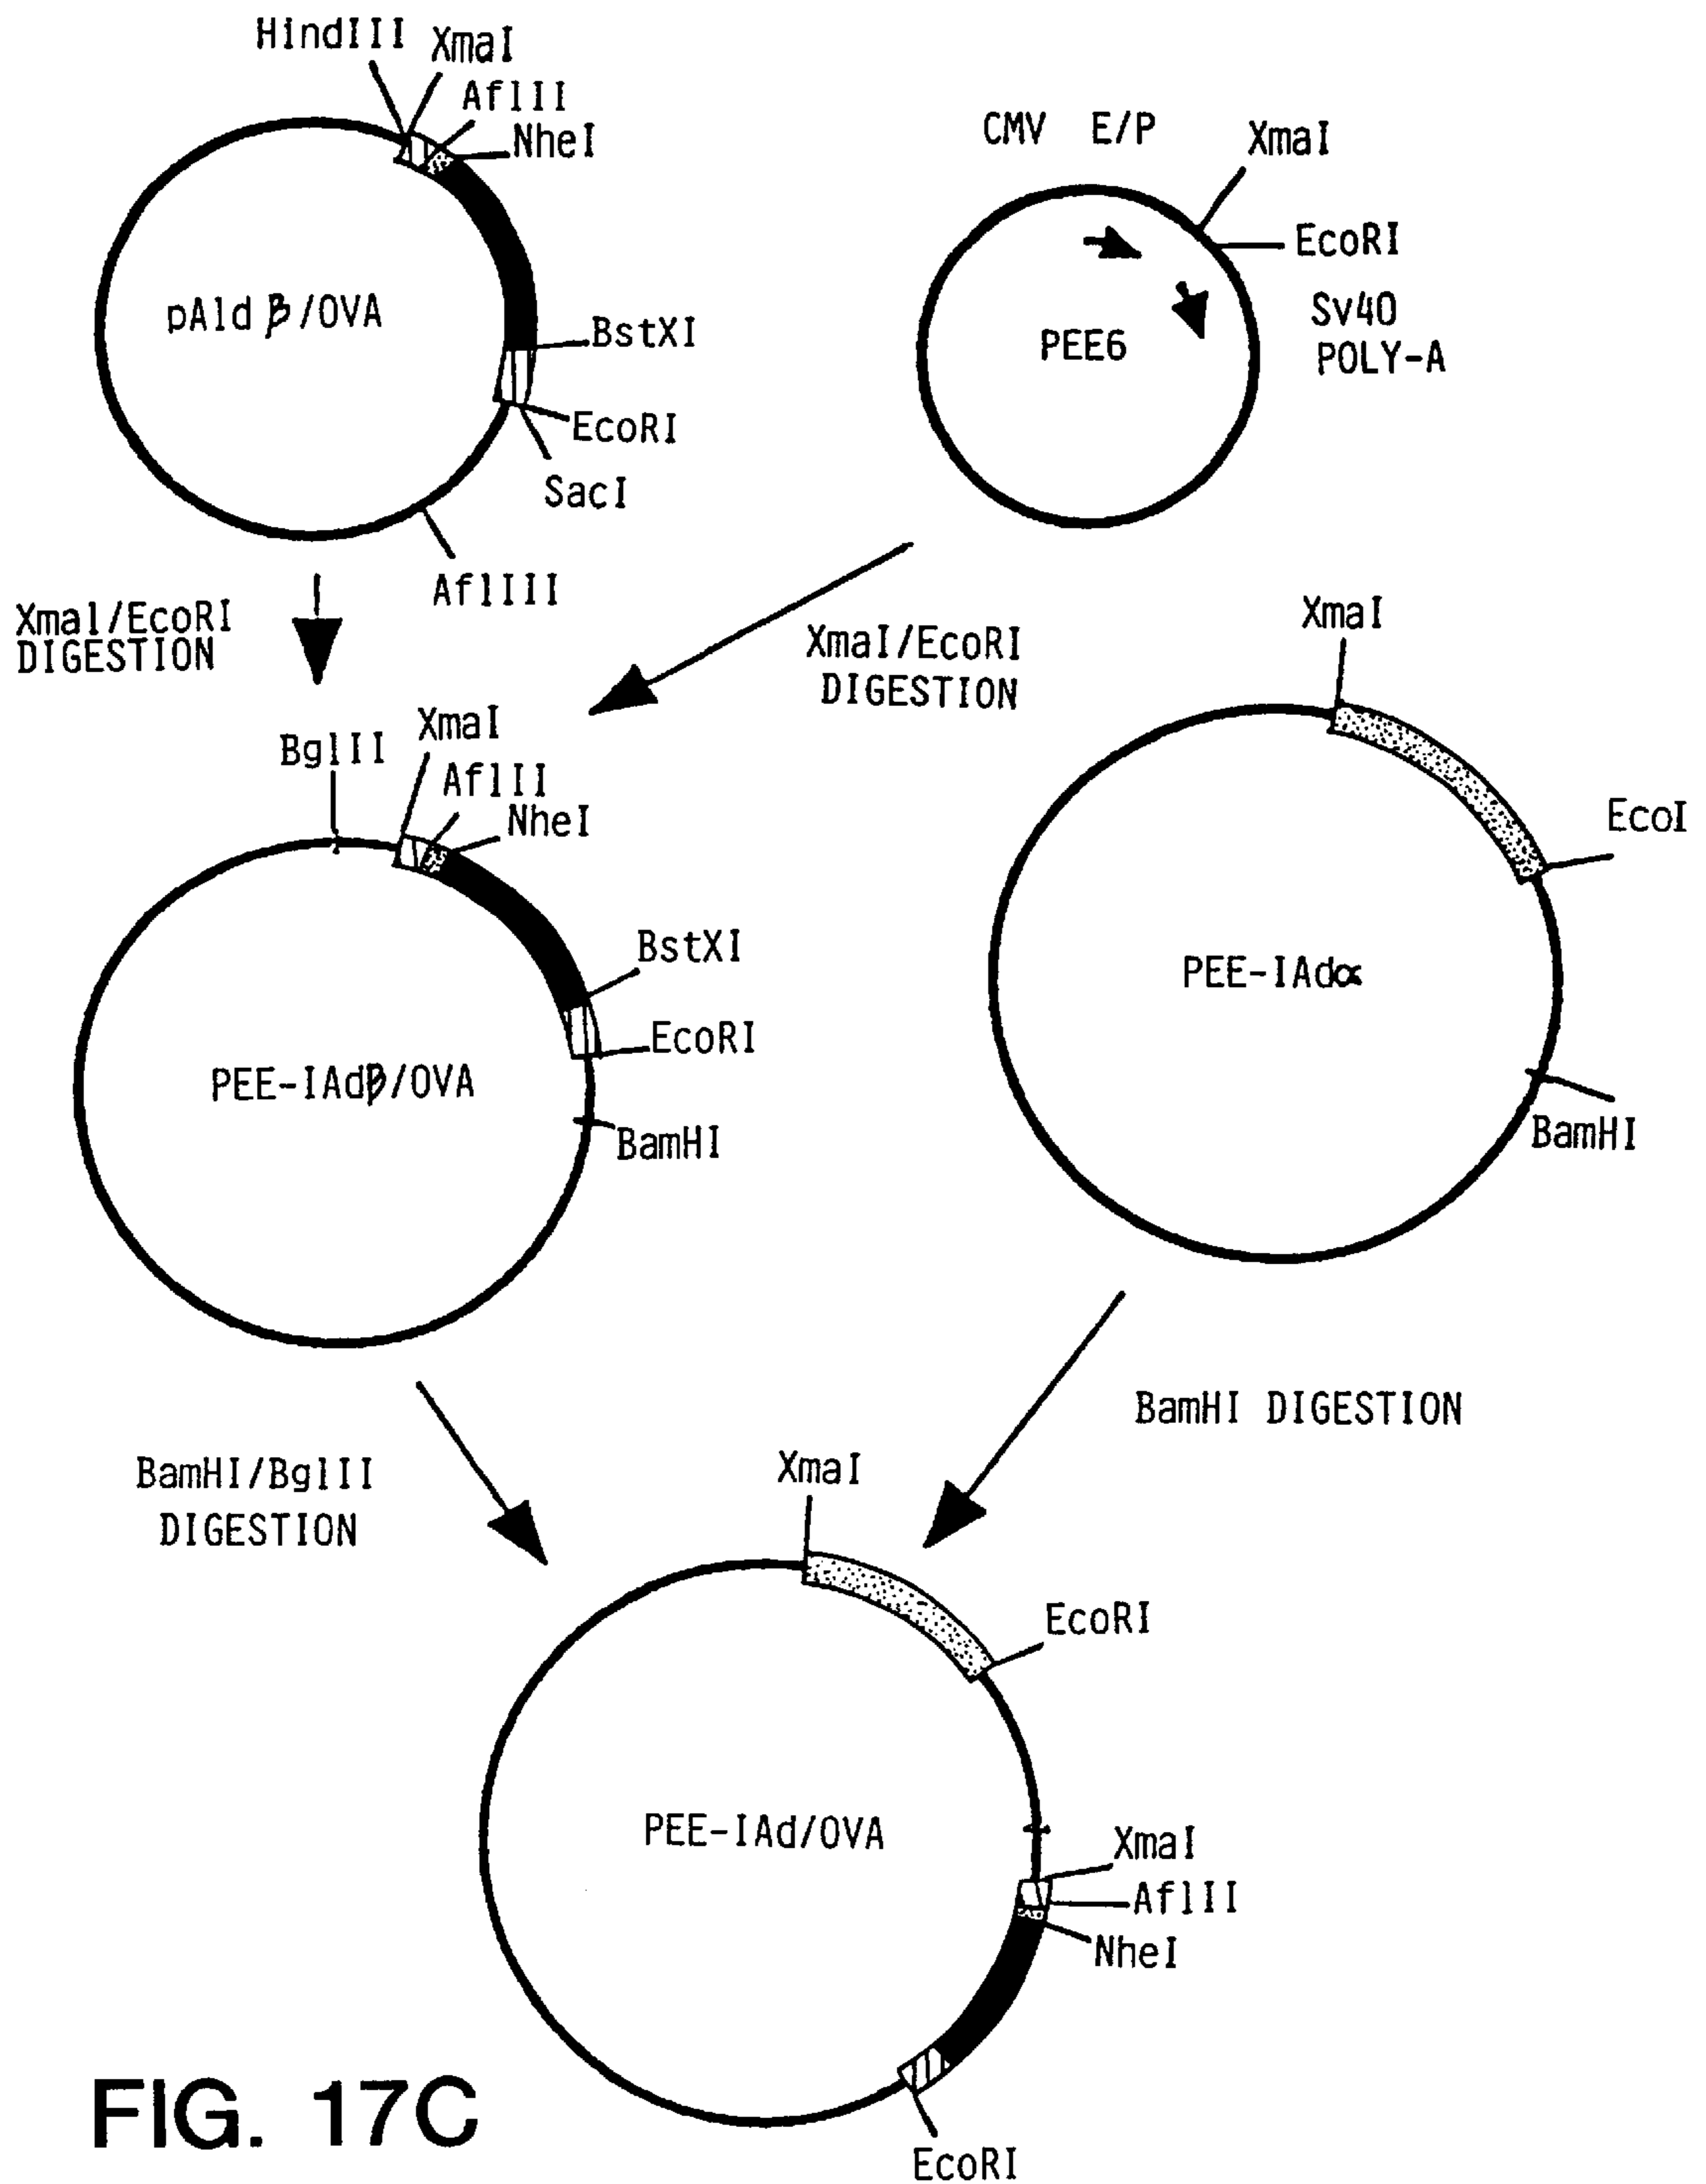 HindIII
XmaI
AflII
NheI
pAld β/OVA
BstXI
EcoRI
SacI
AflIII
CMV E/P
XmaI
EcoRI
PEE6
Sv40
POLY-A
XmaI/EcoRI
DIGESTION
XmaI/EcoRI
DIGESTION
XmaI
EcoI
PEE-IAdα
BamHI
BglII
XmaI
AflII
NheI
BstXI
EcoRI
PEE-IAdβ/OVA
BamHI
BamHI/BglII
DIGESTION
BamHI DIGESTION
XmaI
EcoRI
PEE-IAd/OVA
XmaI
AflII
NheI
EcoRI
FIG. 17C